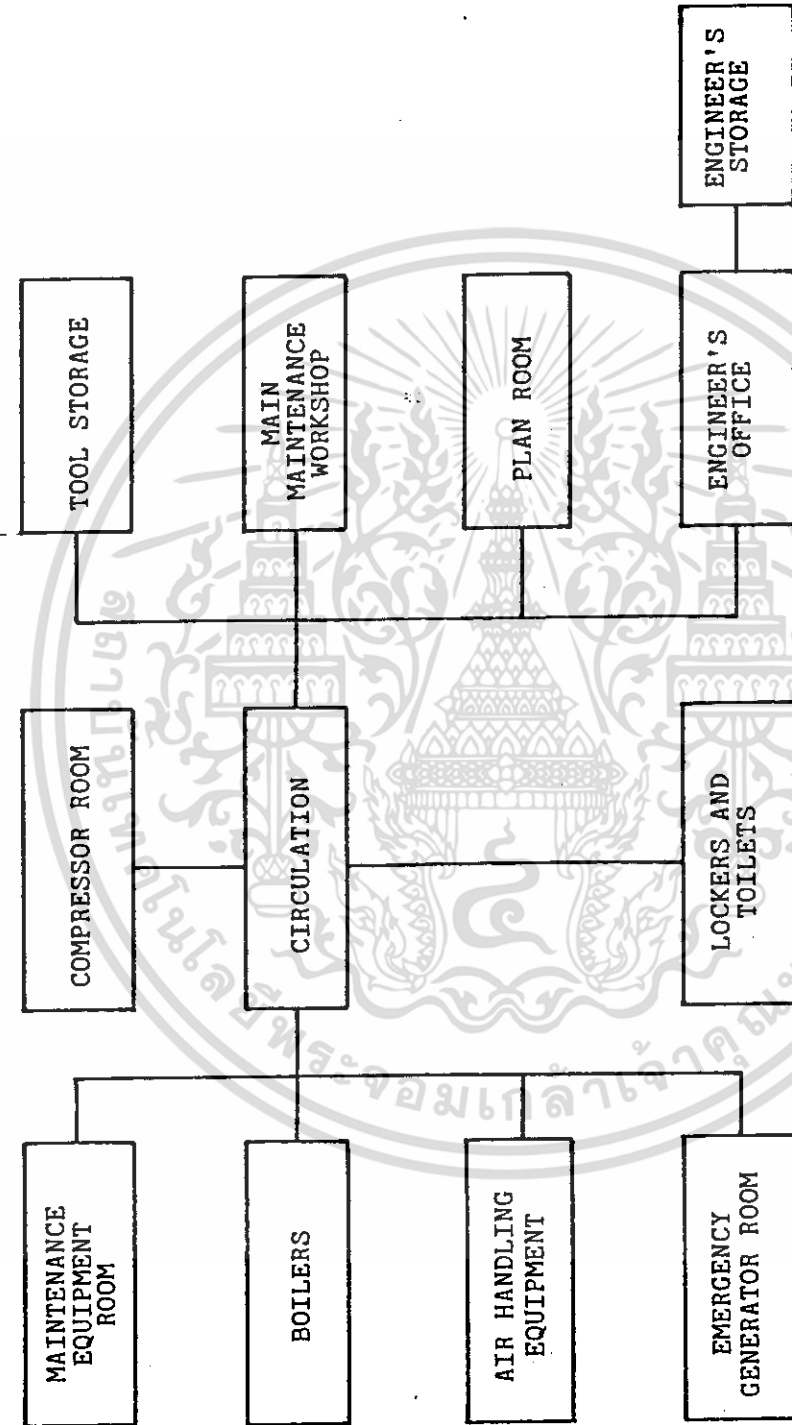 MAINTENANCE
EQUIPMENT
ROOM
COMPRESSOR ROOM
TOOL STORAGE
BOILERS
CIRCULATION
MAIN
MAINTENANCE
WORKSHOP
AIR HANDLING
EQUIPMENT
PLAN ROOM
EMERGENCY
GENERATOR ROOM
LOCKERS AND
TOILETS
ENGINEER'S
OFFICE
ENGINEER'S
STORAGE